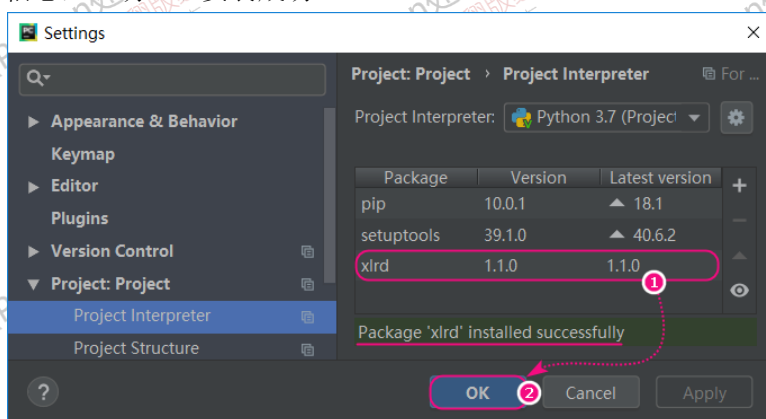 Settings
Project: Project › Project Interpreter For ...
Appearance & Behavior
Keymap
Editor
Plugins
Version Control
Project: Project
Project Interpreter
Project Structure
Project Interpreter: Python 3.7 (Project
Package Version Latest version
pip 10.0.1 18.1
setuptools 39.1.0 40.6.2
xlrd 1.1.0 1.1.0
1
Package 'xlrd' installed successfully
? OK 2 Cancel Apply